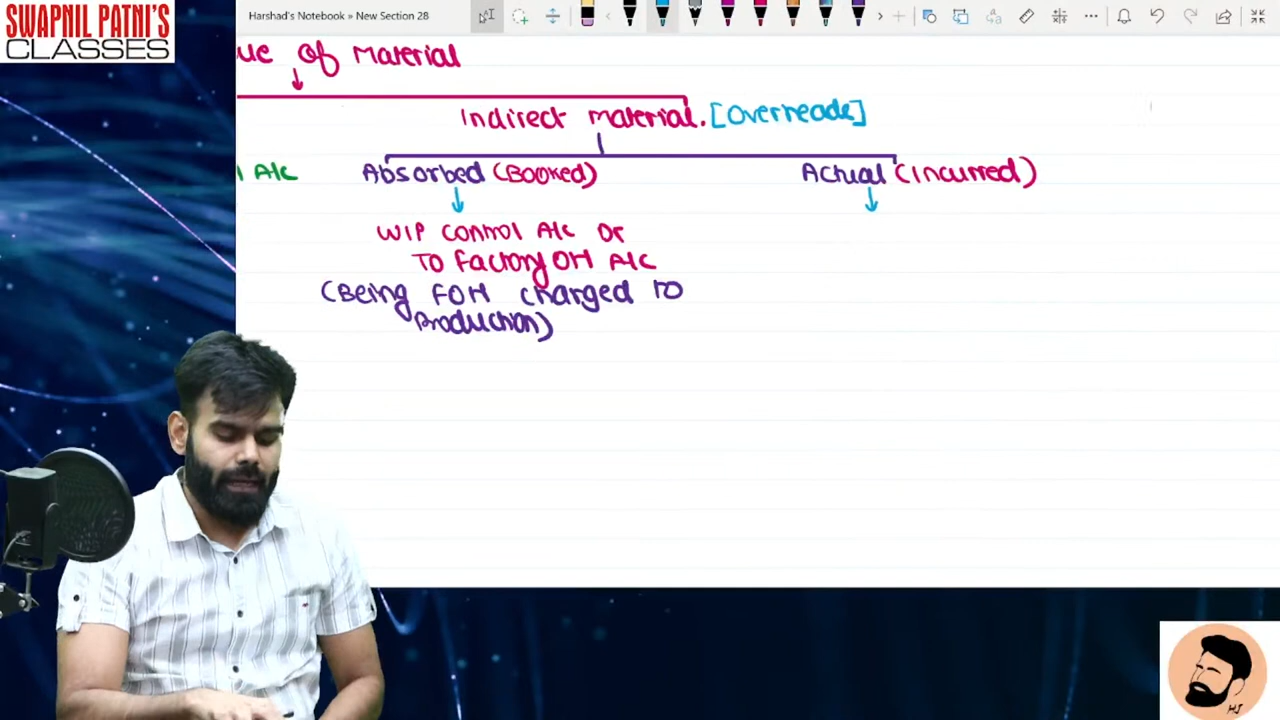 SWAPNIL PATNI'S
CLASSES
Harshad's Notebook » New Section 28
ue of Material
Indirect Material. [Overheads]
l A/c
Absorbed (Booked)
Actual (Incurred)
WIP Control A/c Dr
To Factory OH A/c
(Being FOH charged to
Production)
HJ